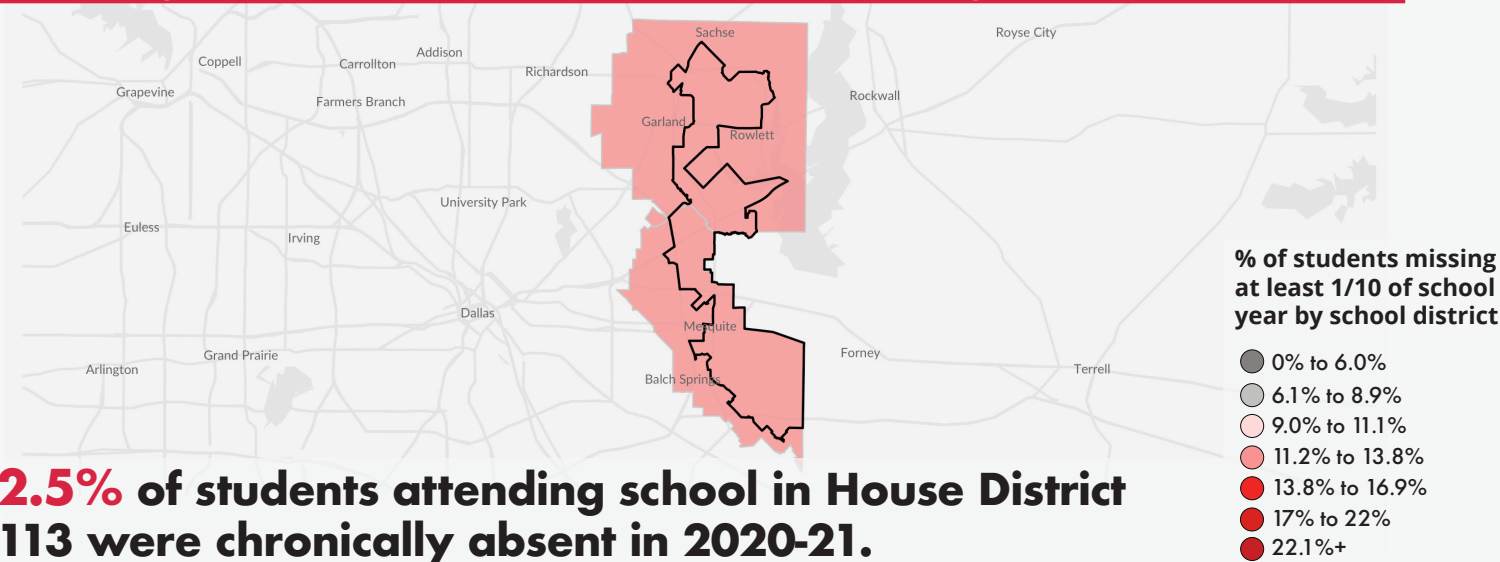 Sachse
Royse City
Coppell
Addison
Carrollton
Richardson
Grapevine
Farmers Branch
Rockwall
Garland
Rowlett
University Park
Euless
Irving
Dallas
Mesquite
Grand Prairie
Forney
Arlington
Balch Springs
Terrell
% of students missing
at least 1/10 of school
year by school district
0% to 6.0%
6.1% to 8.9%
9.0% to 11.1%
11.2% to 13.8%
13.8% to 16.9%
17% to 22%
22.1%+
2.5% of students attending school in House District
113 were chronically absent in 2020-21.